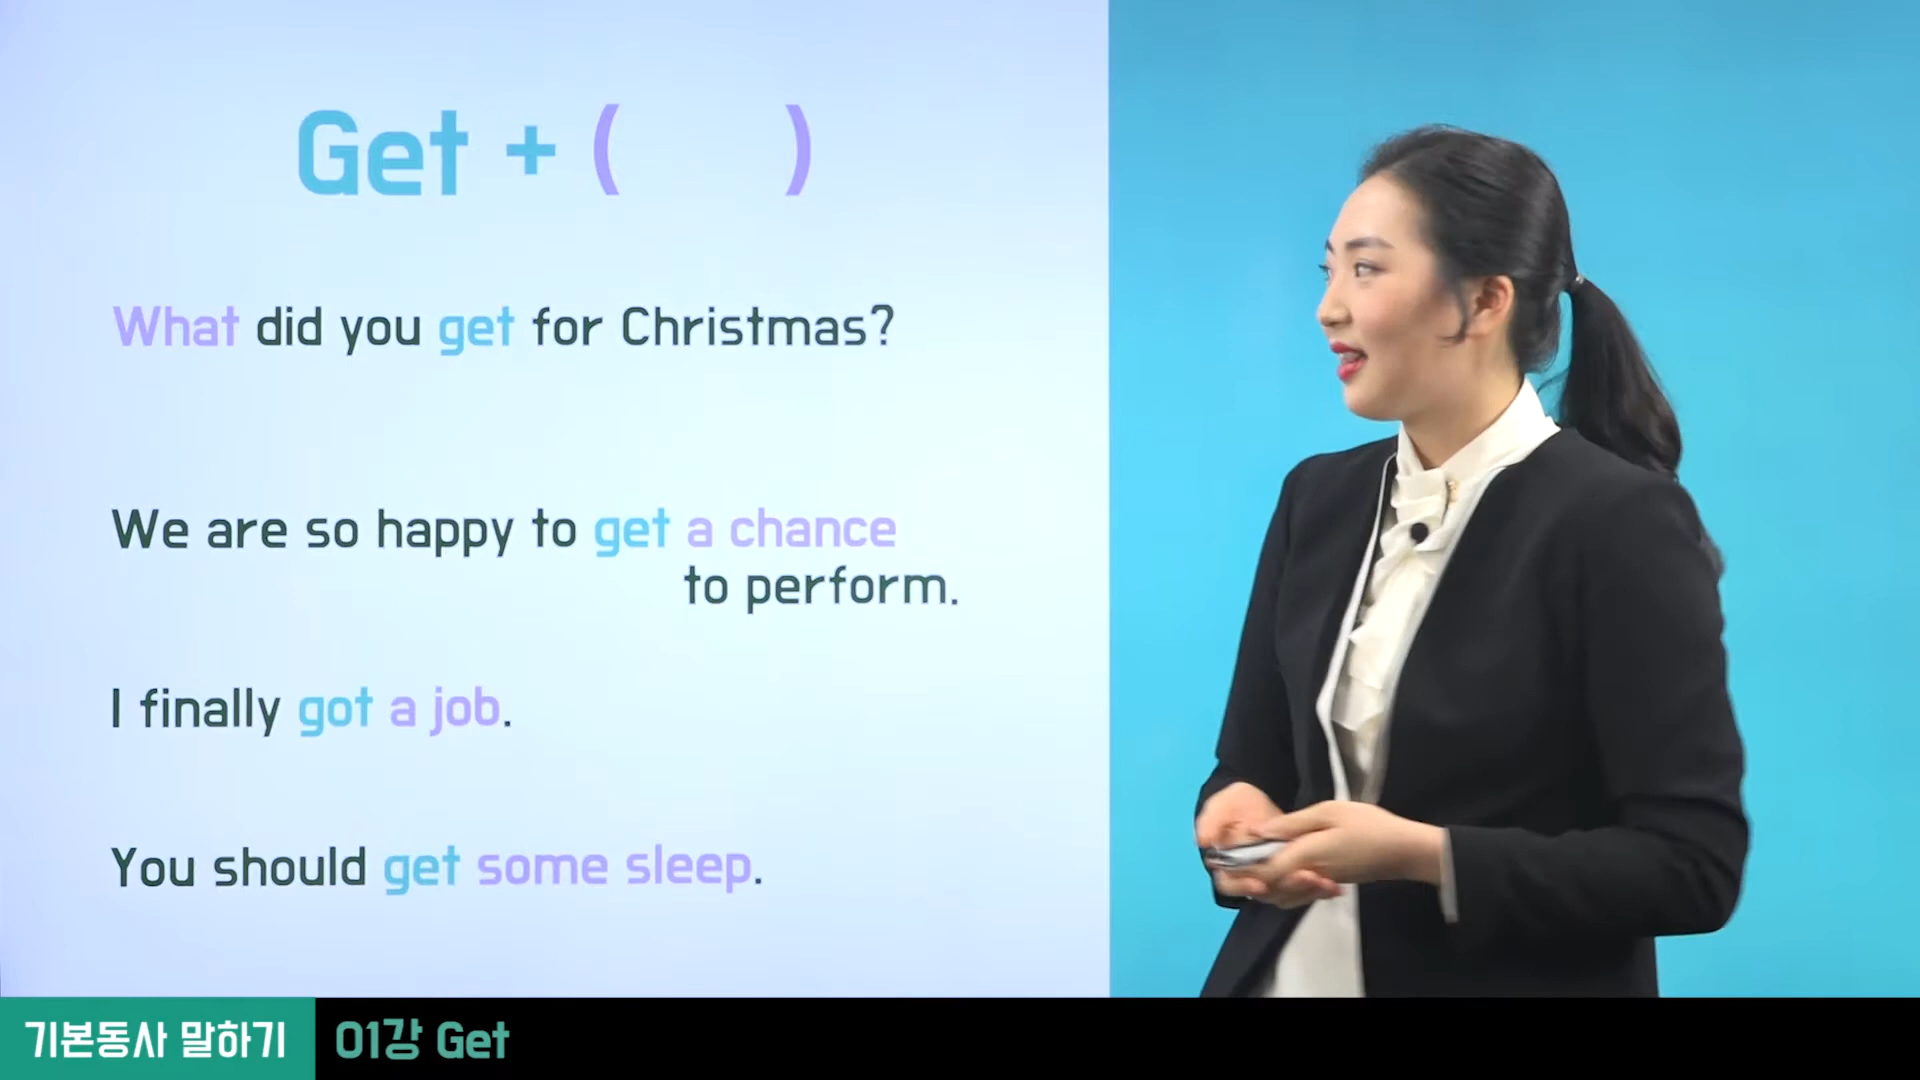 Get + ( )
What did you get for Christmas?
We are so happy to get a chance
to perform.
I finally got a job.
You should get some sleep.
기본동사 말하기
01강 Get